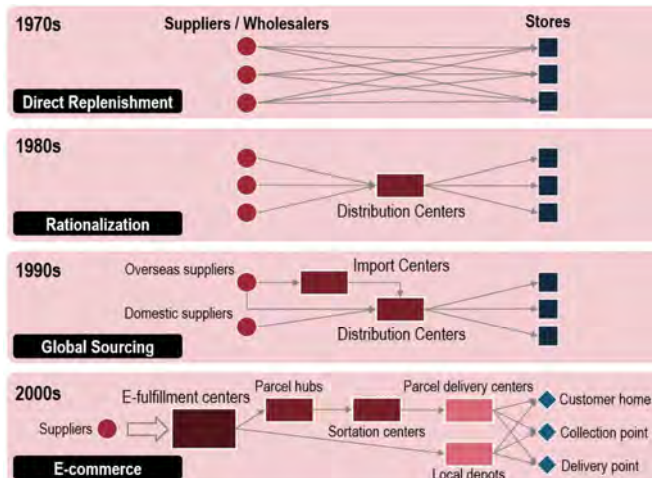 1970s
Suppliers / Wholesalers
Stores
Direct Replenishment
1980s
Distribution Centers
Rationalization
1990s
Overseas suppliers
Import Centers
Domestic suppliers
Distribution Centers
Global Sourcing
2000s
E-fulfillment centers
Parcel hubs
Parcel delivery centers
Customer home
Suppliers
Sortation centers
Collection point
Local depots
Delivery point
E-commerce